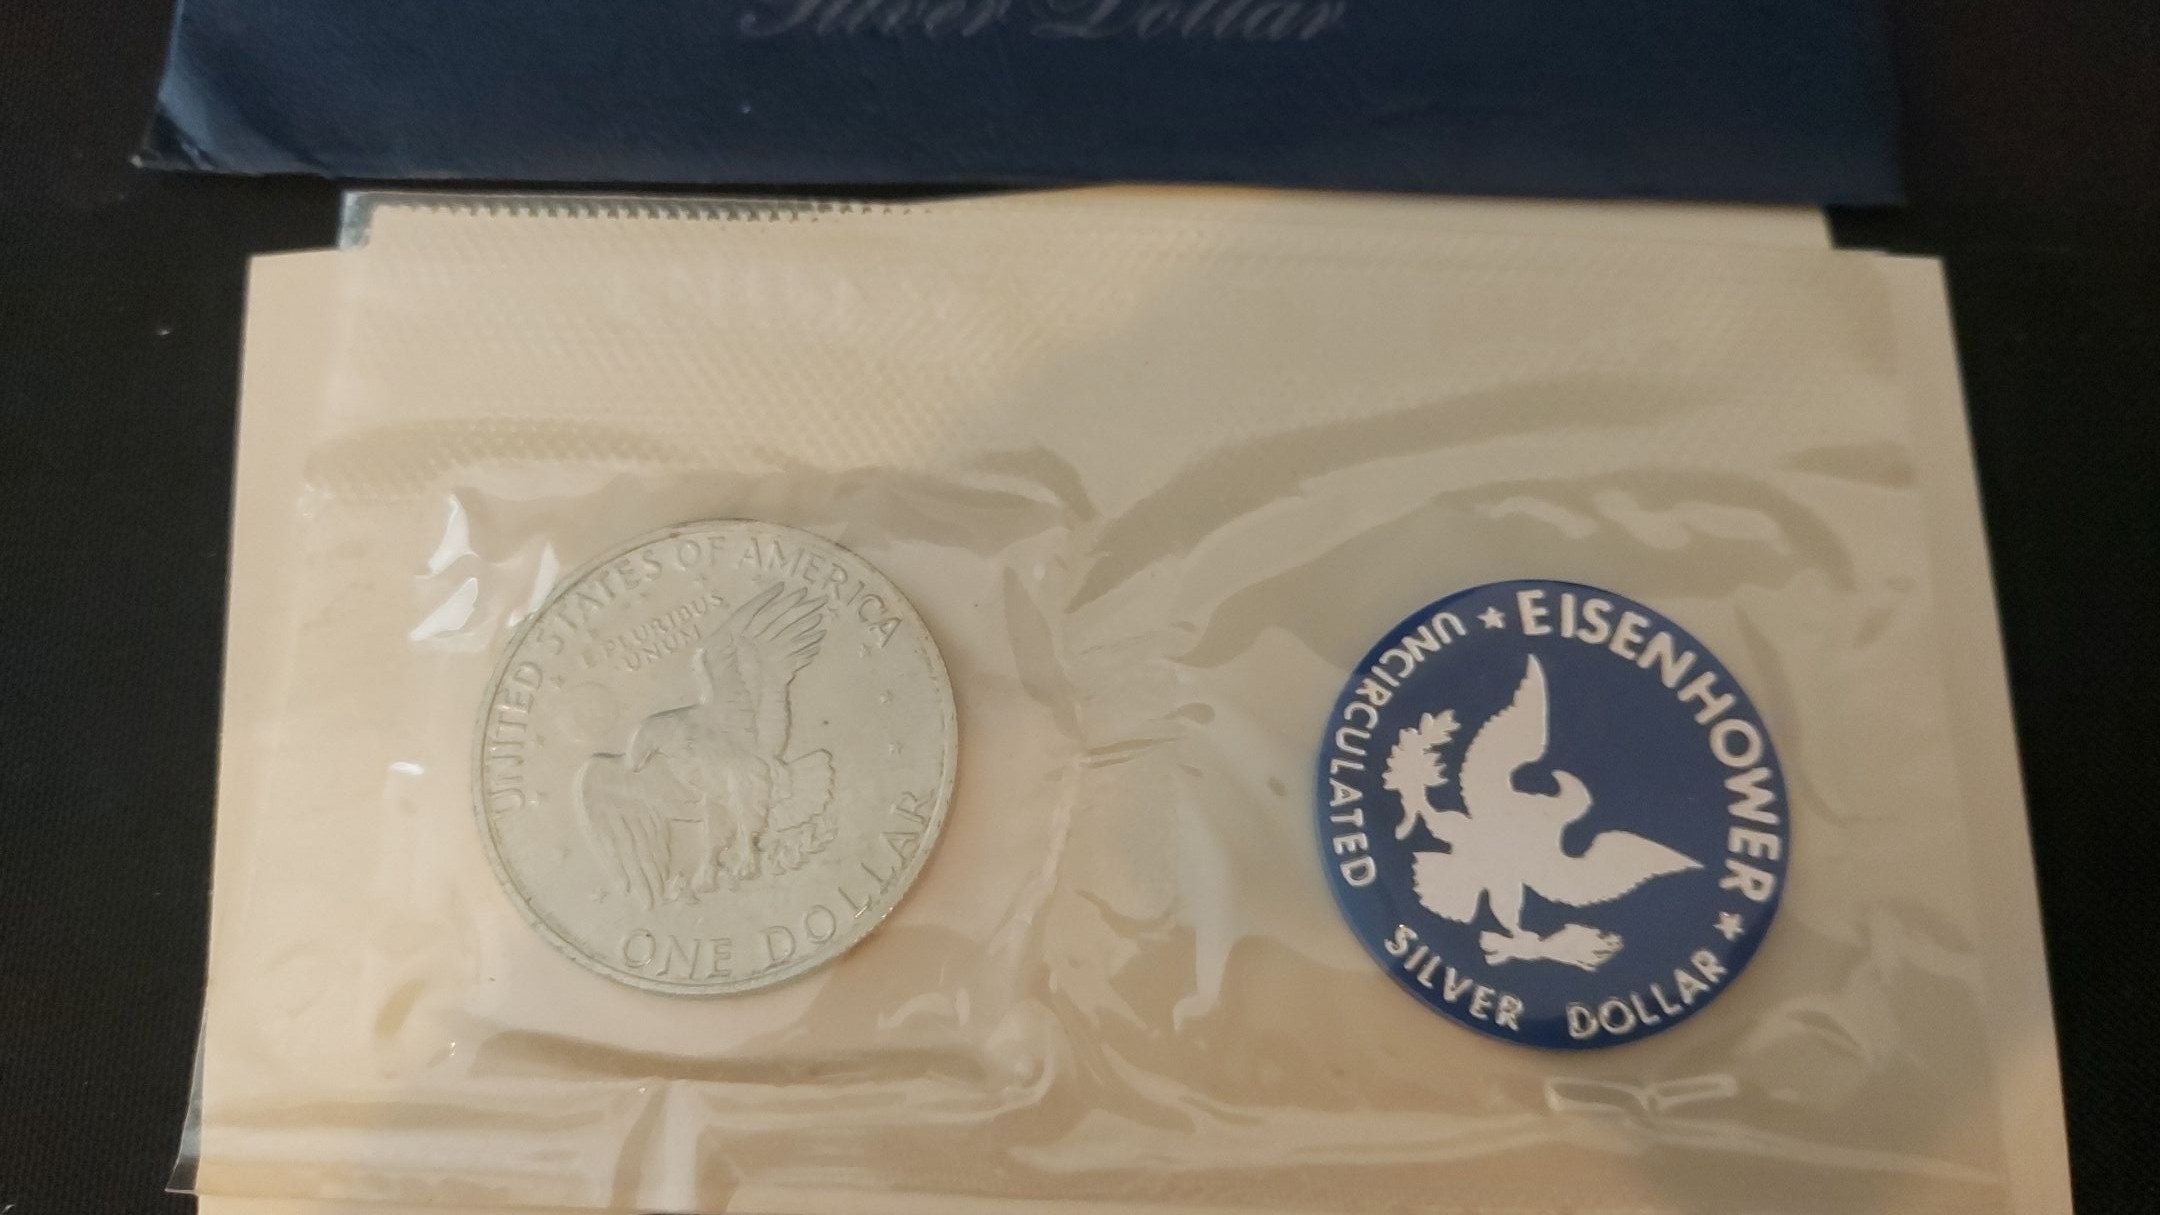 Silver Dollar
UNITED STATES OF AMERICA
E PLURIBUS
UNUM
ONE DOLLAR
UNCIRCULATED ★ EISENHOWER ★
SILVER DOLLAR